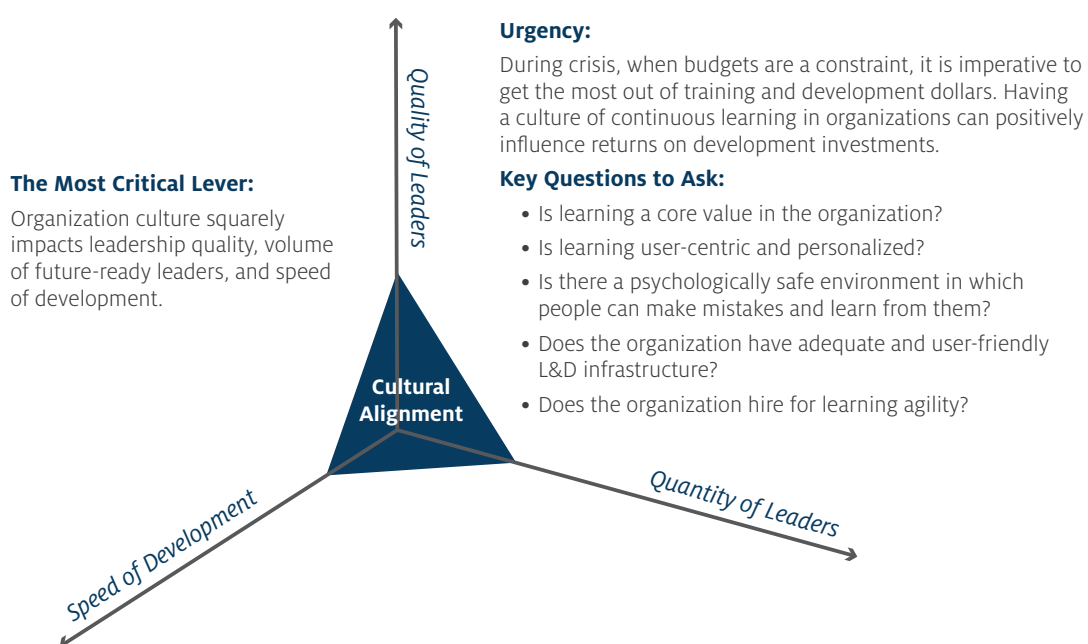 The Most Critical Lever:
Organization culture squarely
impacts leadership quality, volume
of future-ready leaders, and speed
of development.
Quality of Leaders
Urgency:
During crisis, when budgets are a constraint, it is imperative to
get the most out of training and development dollars. Having
a culture of continuous learning in organizations can positively
influence returns on development investments.
Key Questions to Ask:
• Is learning a core value in the organization?
• Is learning user-centric and personalized?
• Is there a psychologically safe environment in which
people can make mistakes and learn from them?
• Does the organization have adequate and user-friendly
L&D infrastructure?
• Does the organization hire for learning agility?
Cultural
Alignment
Speed of Development
Quantity of Leaders